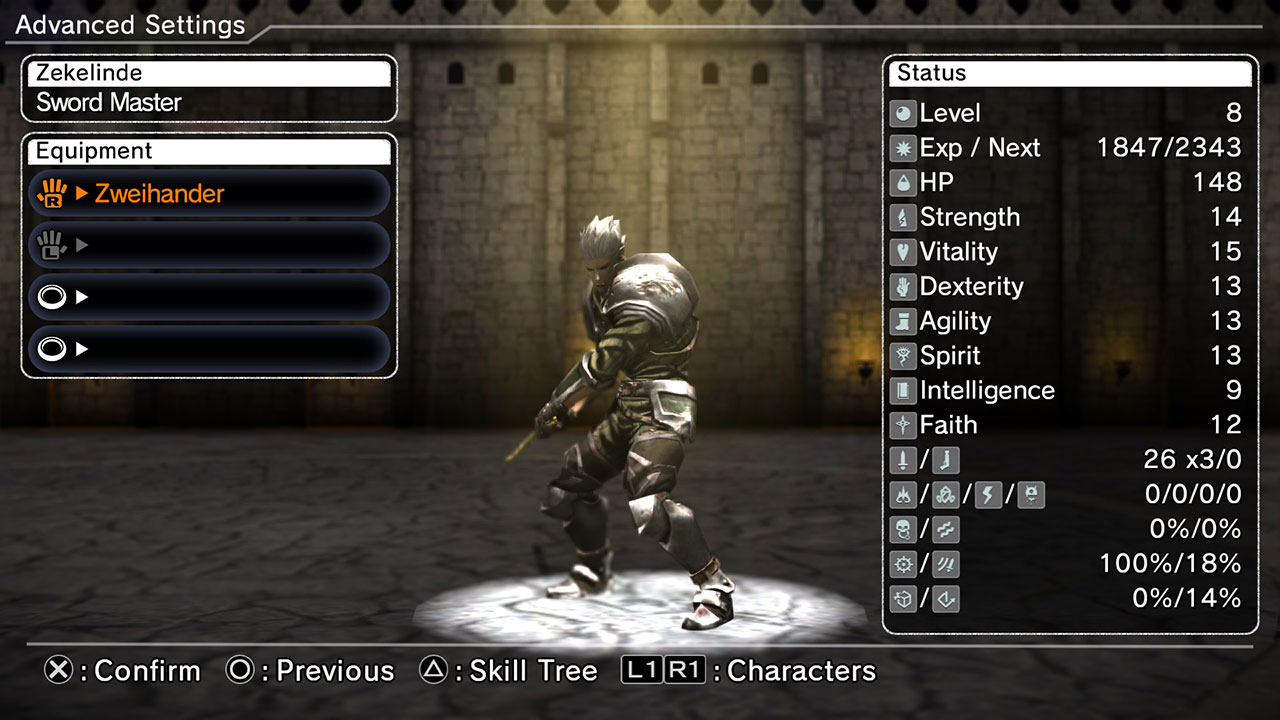 Advanced Settings
Zekelinde
Sword Master
Equipment
R Zweihander
L
Status
Level 8
Exp / Next 1847/2343
HP 148
Strength 14
Vitality 15
Dexterity 13
Agility 13
Spirit 13
Intelligence 9
Faith 12
/ 26 x3/0
/ / / 0/0/0/0
/ 0%/0%
/ 100%/18%
/ 0%/14%
: Confirm : Previous : Skill Tree L1 R1 : Characters